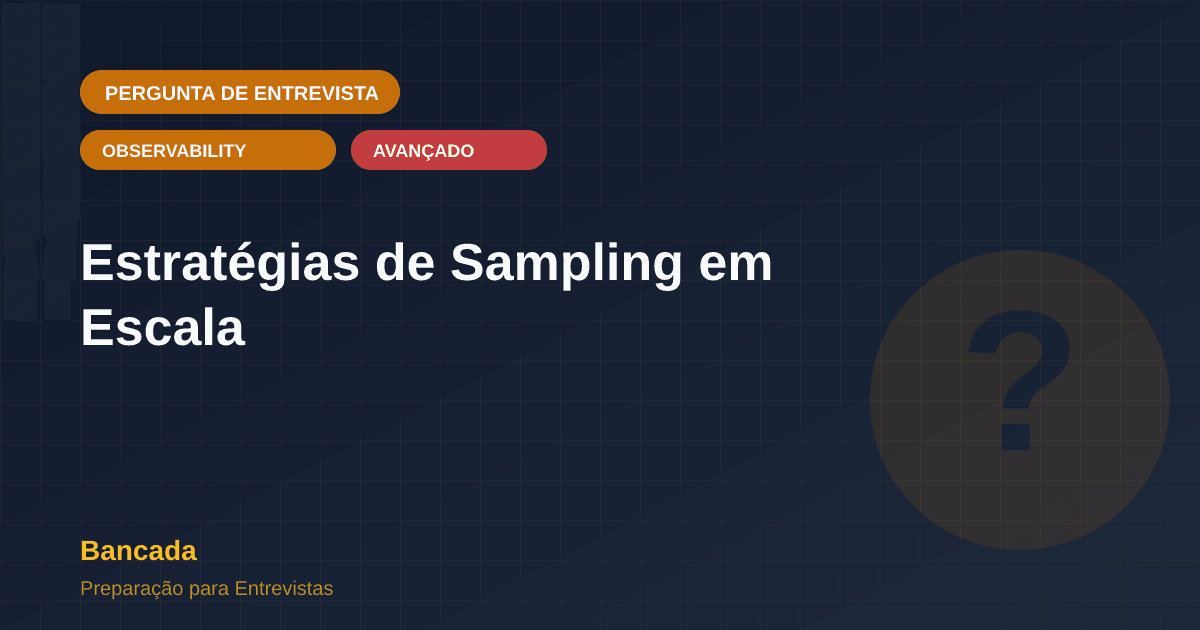 PERGUNTA DE ENTREVISTA
OBSERVABILITY
AVANÇADO
Estratégias de Sampling em
Escala
?
Bancada
Preparação para Entrevistas